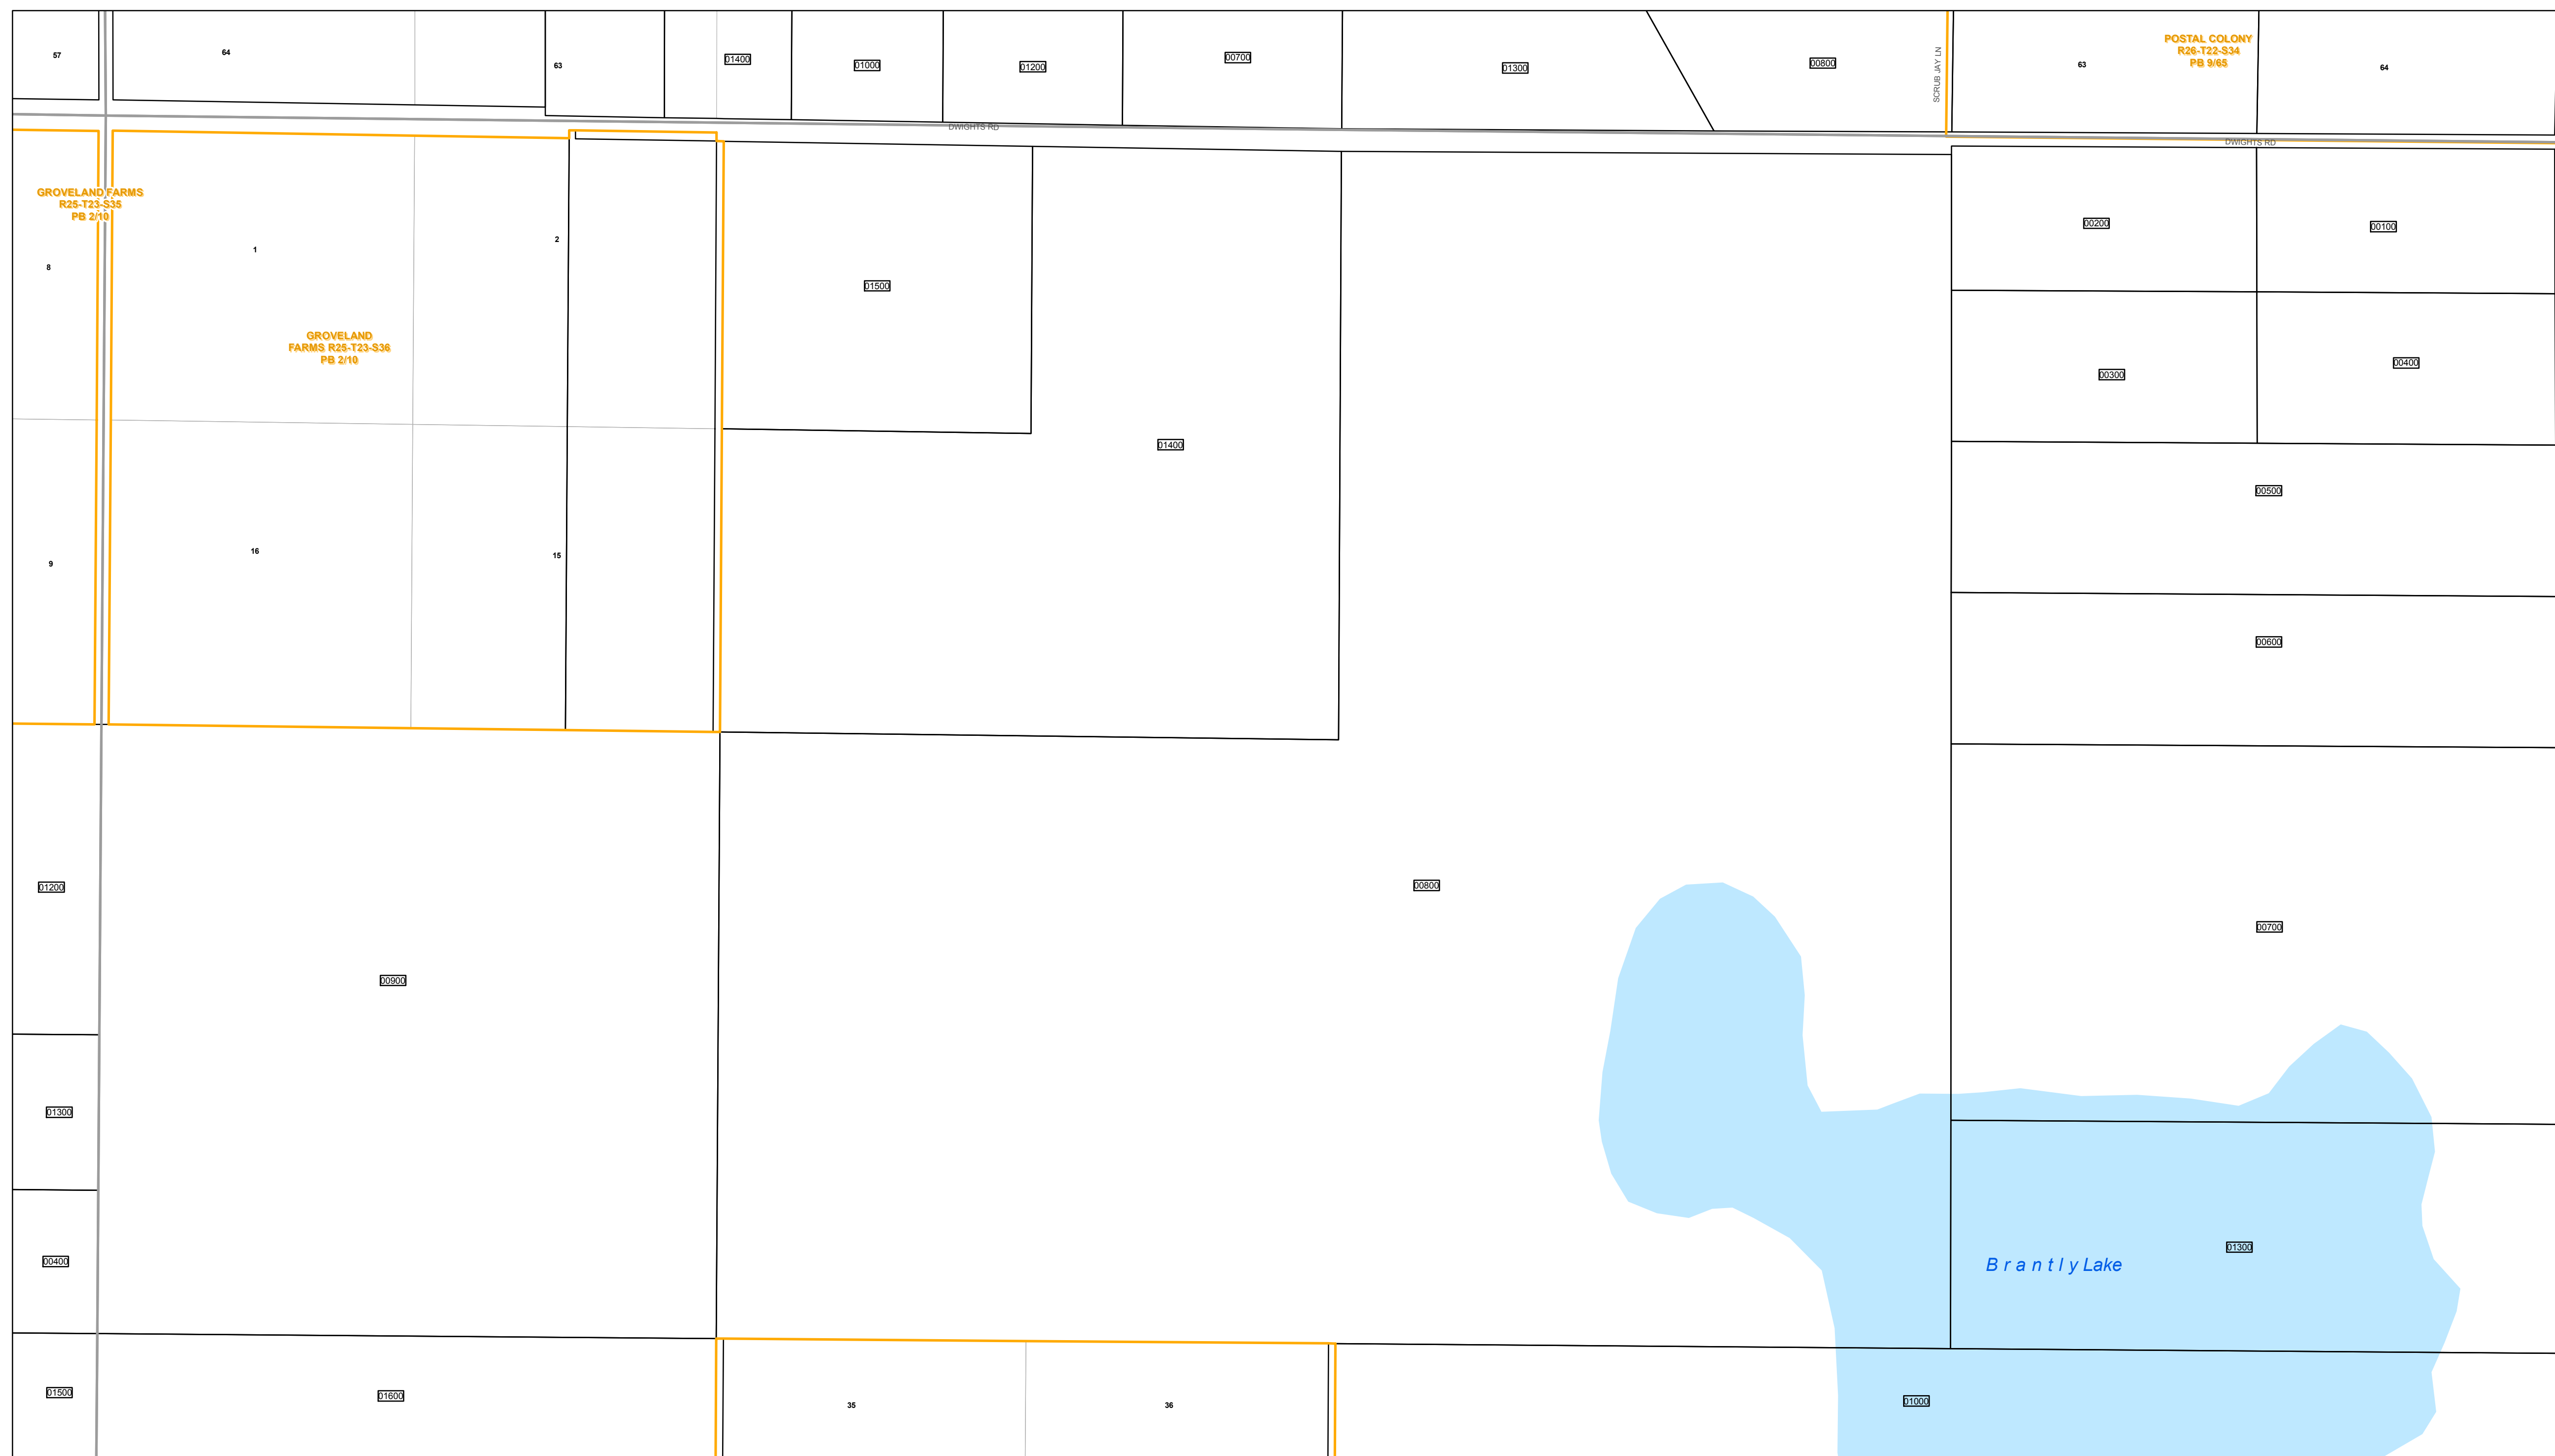 57
64
63
01400
01000
01200
00700
01300
00800
SCRUB JAY LN
63
POSTAL COLONY
R26-T22-S34
PB 9/65
64
DWIGHTS RD
DWIGHTS RD
GROVELAND FARMS
R25-T23-S35
PB 2/10
8
1
2
GROVELAND
FARMS R25-T23-S36
PB 2/10
01500
00200
00100
00300
00400
01400
00500
9
16
15
00600
01200
00900
00800
00700
01300
00400
Brantly Lake
01300
01500
01600
35
36
01000